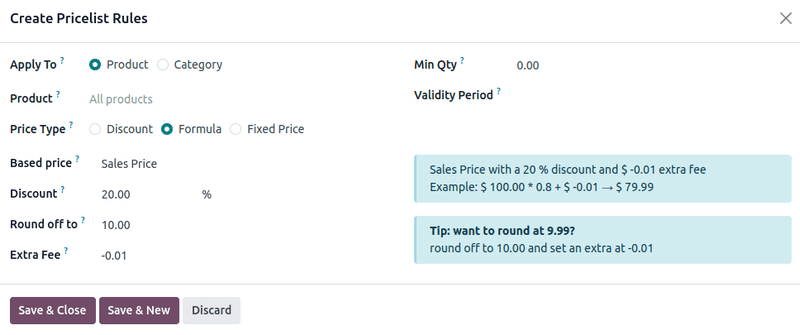 Create Pricelist Rules
Apply To ? Product Category
Min Qty ? 0.00
Product ? All products
Validity Period ?
Price Type ? Discount Formula Fixed Price
Based price ? Sales Price
Discount ? 20.00 %
Round off to ? 10.00
Extra Fee ? -0.01
Sales Price with a 20 % discount and $ -0.01 extra fee
Example: $ 100.00 * 0.8 + $ -0.01 → $ 79.99
Tip: want to round at 9.99?
round off to 10.00 and set an extra at -0.01
Save & Close Save & New Discard